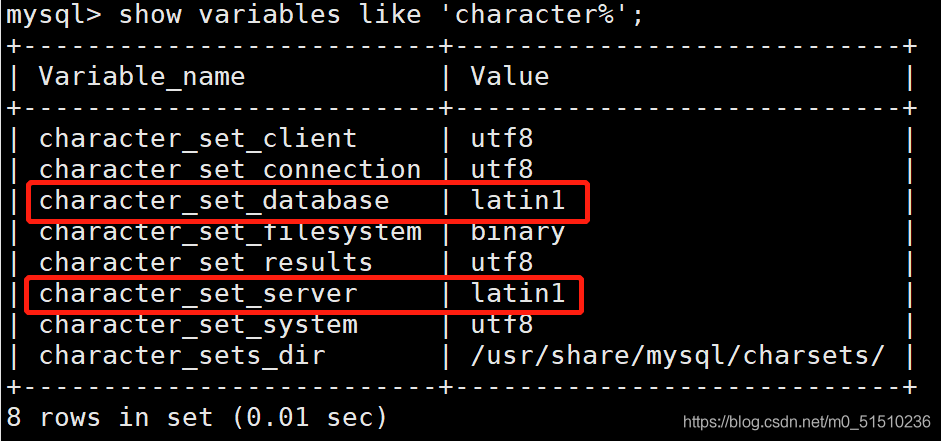 mysql> show variables like 'character%';
+--------------------------+----------------------------+
| Variable_name            | Value                      |
+--------------------------+----------------------------+
| character_set_client     | utf8                       |
| character_set_connection | utf8                       |
| character_set_database   | latin1                     |
| character_set_filesystem | binary                     |
| character_set_results    | utf8                       |
| character_set_server     | latin1                     |
| character_set_system     | utf8                       |
| character_sets_dir       | /usr/share/mysql/charsets/ |
+--------------------------+----------------------------+
8 rows in set (0.01 sec)
https://blog.csdn.net/m0_51510236